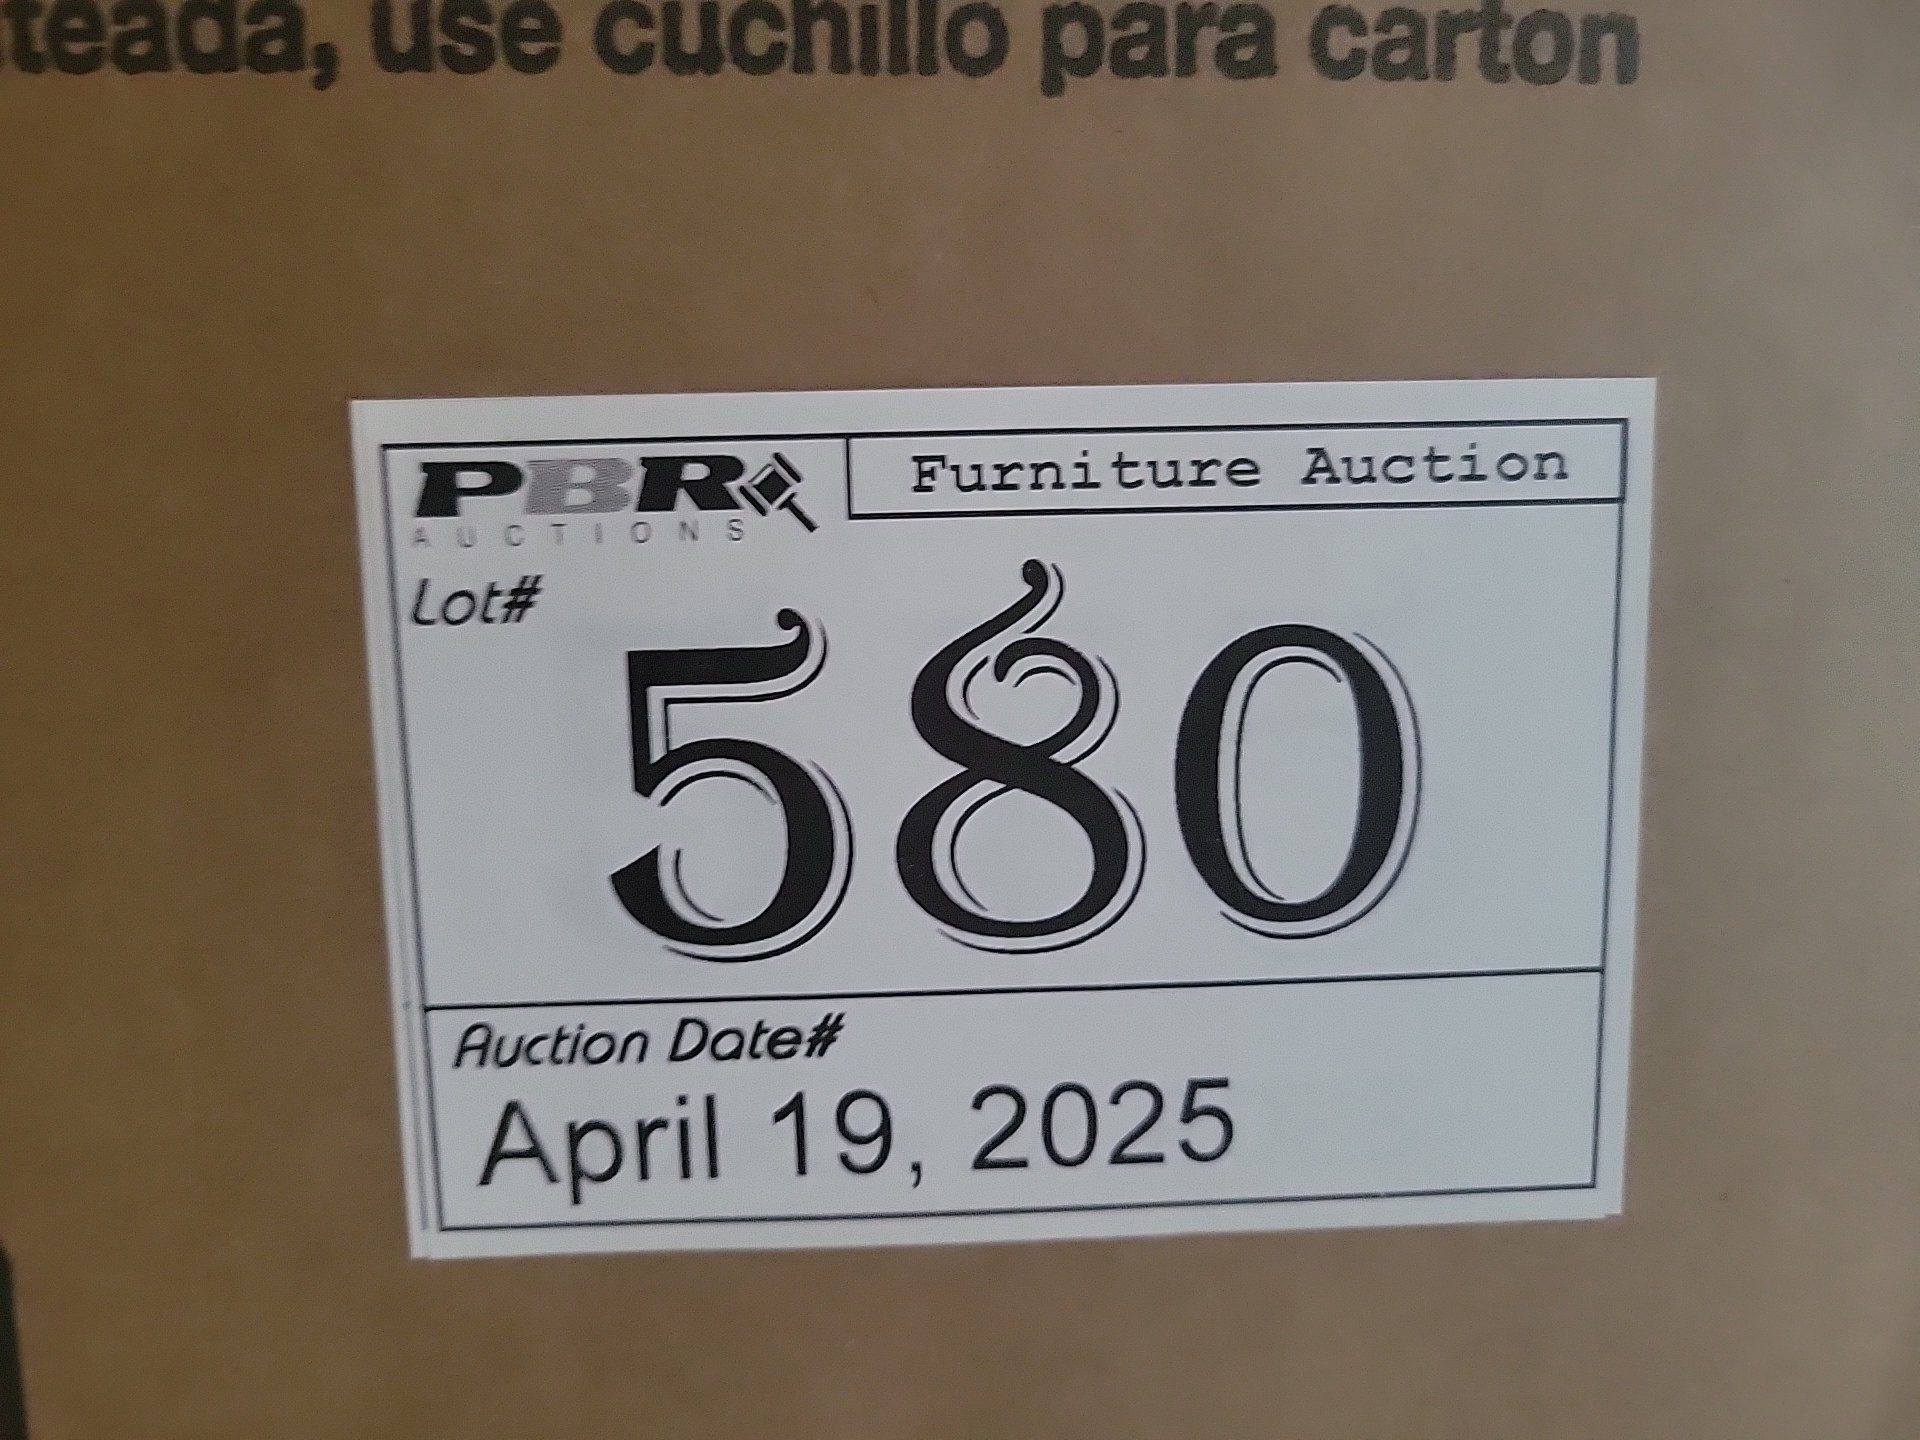 use cuchillo para carton
PBR
AUCTIONS
Furniture Auction
Lot#
580
Auction Date#
April 19, 2025